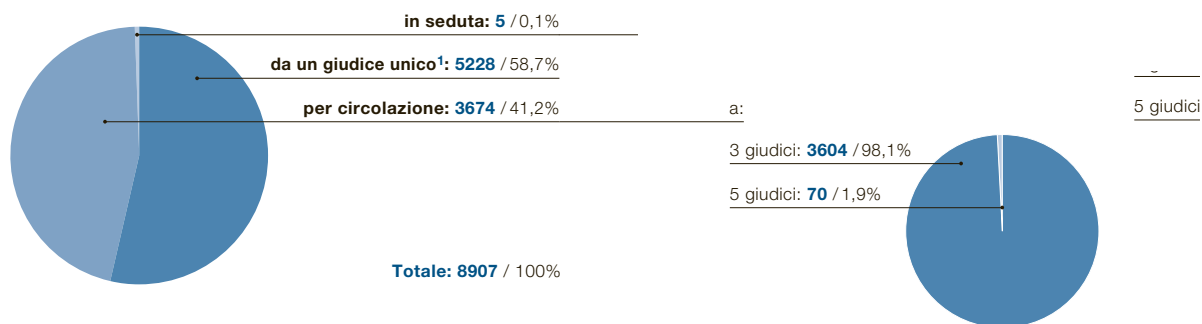 in seduta: 5 / 0,1%
da un giudice unico¹: 5228 / 58,7%
per circolazione: 3674 / 41,2%
a:
3 giudici: 3604 / 98,1%
5 giudici: 70 / 1,9%
Totale: 8907 / 100%
5 giudici